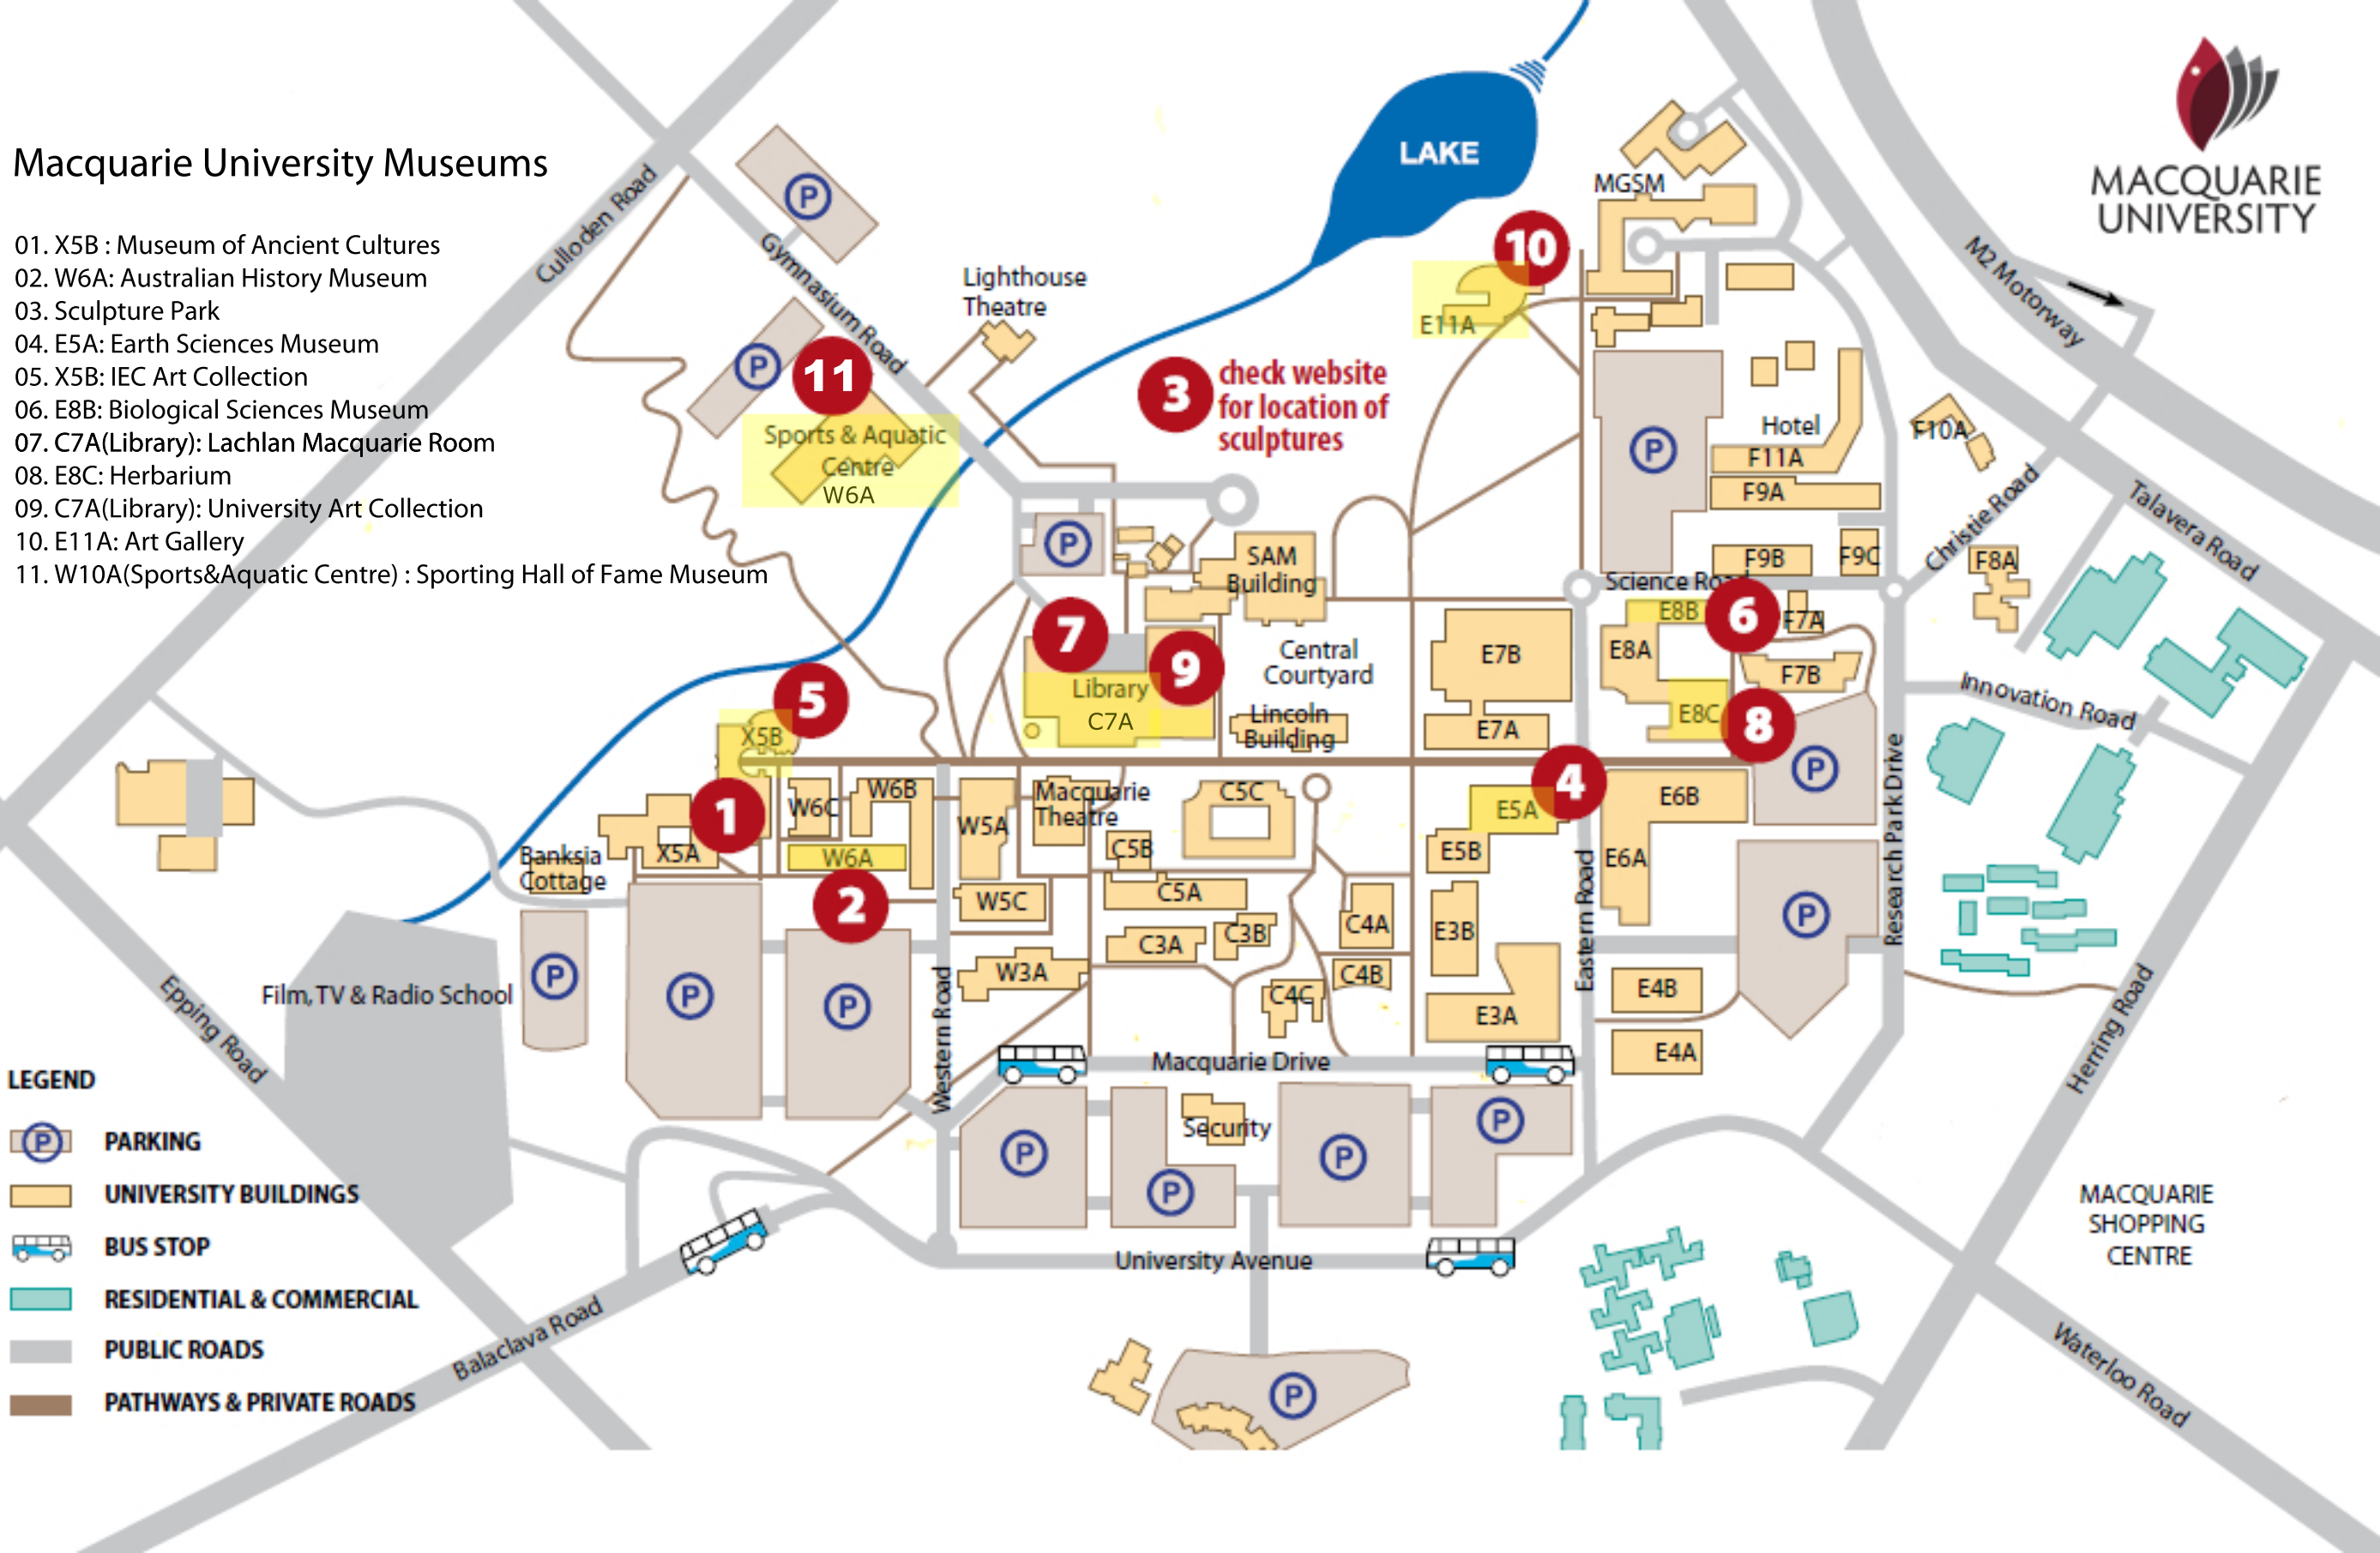 Macquarie University Museums
01. X5B : Museum of Ancient Cultures
02. W6A: Australian History Museum
03. Sculpture Park
04. E5A: Earth Sciences Museum
05. X5B: IEC Art Collection
06. E8B: Biological Sciences Museum
07. C7A(Library): Lachlan Macquarie Room
08. E8C: Herbarium
09. C7A(Library): University Art Collection
10. E11A: Art Gallery
11. W10A(Sports&Aquatic Centre) : Sporting Hall of Fame Museum
MACQUARIE
UNIVERSITY
LAKE
MGSM
10
E11A
Culloden Road
P
Gymnasium Road
Lighthouse
Theatre
P
11
Sports & Aquatic
Centre
W6A
3
check website
for location of
sculptures
M2 Motorway
Hotel
P
F11A
F10A
F9A
F9B
F9C
Christie Road
Talavera Road
F8A
P
SAM
Building
Science Road
E8B
6
F7A
7
9
Library
C7A
Central
Courtyard
Lincoln
Building
E7B
E7A
E8A
F7B
E8C
8
Innovation Road
P
5
X5B
1
W6C
W6B
W5A
Macquarie
Theatre
C5C
4
E5A
E6B
Banksia
Cottage
X5A
W6A
C5B
E5B
E6A
Research Park Drive
2
W5C
C5A
C4A
E3B
Eastern Road
P
C3A
C3B
Film, TV & Radio School
P
P
P
W3A
C4B
C4C
E3A
E4B
E4A
Epping Road
Western Road
Macquarie Drive
Herring Road
Security
P
P
P
P
University Avenue
MACQUARIE
SHOPPING
CENTRE
Balaclava Road
Waterloo Road
P
LEGEND
P PARKING
UNIVERSITY BUILDINGS
BUS STOP
RESIDENTIAL & COMMERCIAL
PUBLIC ROADS
PATHWAYS & PRIVATE ROADS